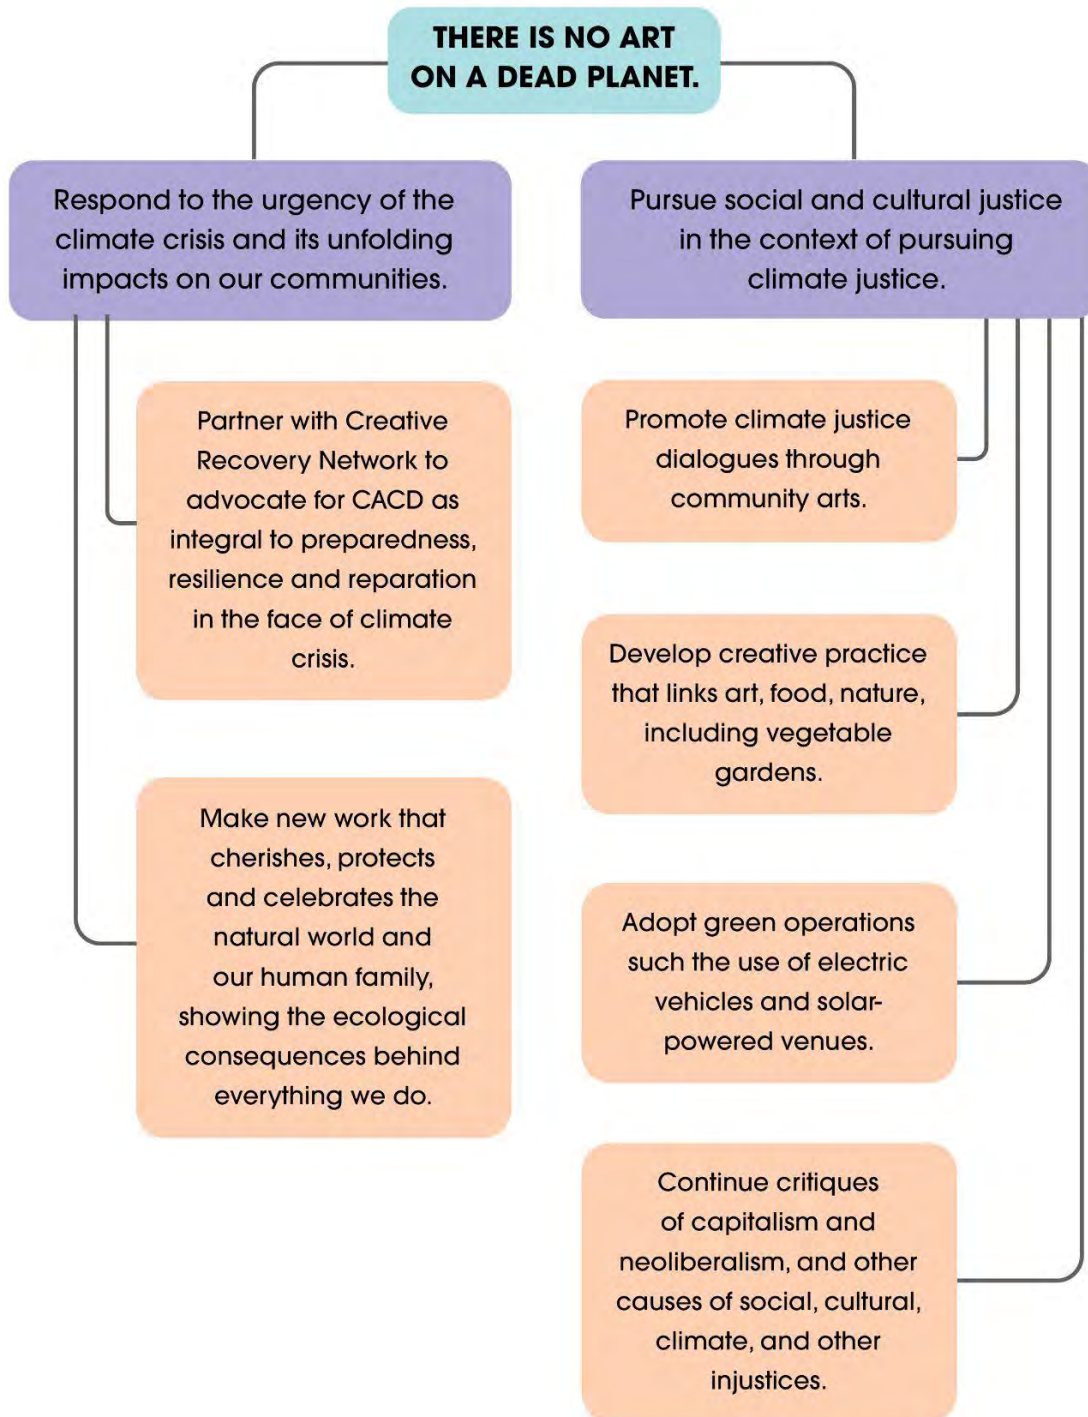 THERE IS NO ART
ON A DEAD PLANET.
Respond to the urgency of the
climate crisis and its unfolding
impacts on our communities.
Partner with Creative
Recovery Network to
advocate for CACD as
integral to preparedness,
resilience and reparation
in the face of climate
crisis.
Make new work that
cherishes, protects
and celebrates the
natural world and
our human family,
showing the ecological
consequences behind
everything we do.
Pursue social and cultural justice
in the context of pursuing
climate justice.
Promote climate justice
dialogues through
community arts.
Develop creative practice
that links art, food, nature,
including vegetable
gardens.
Adopt green operations
such the use of electric
vehicles and solar-
powered venues.
Continue critiques
of capitalism and
neoliberalism, and other
causes of social, cultural,
climate, and other
injustices.